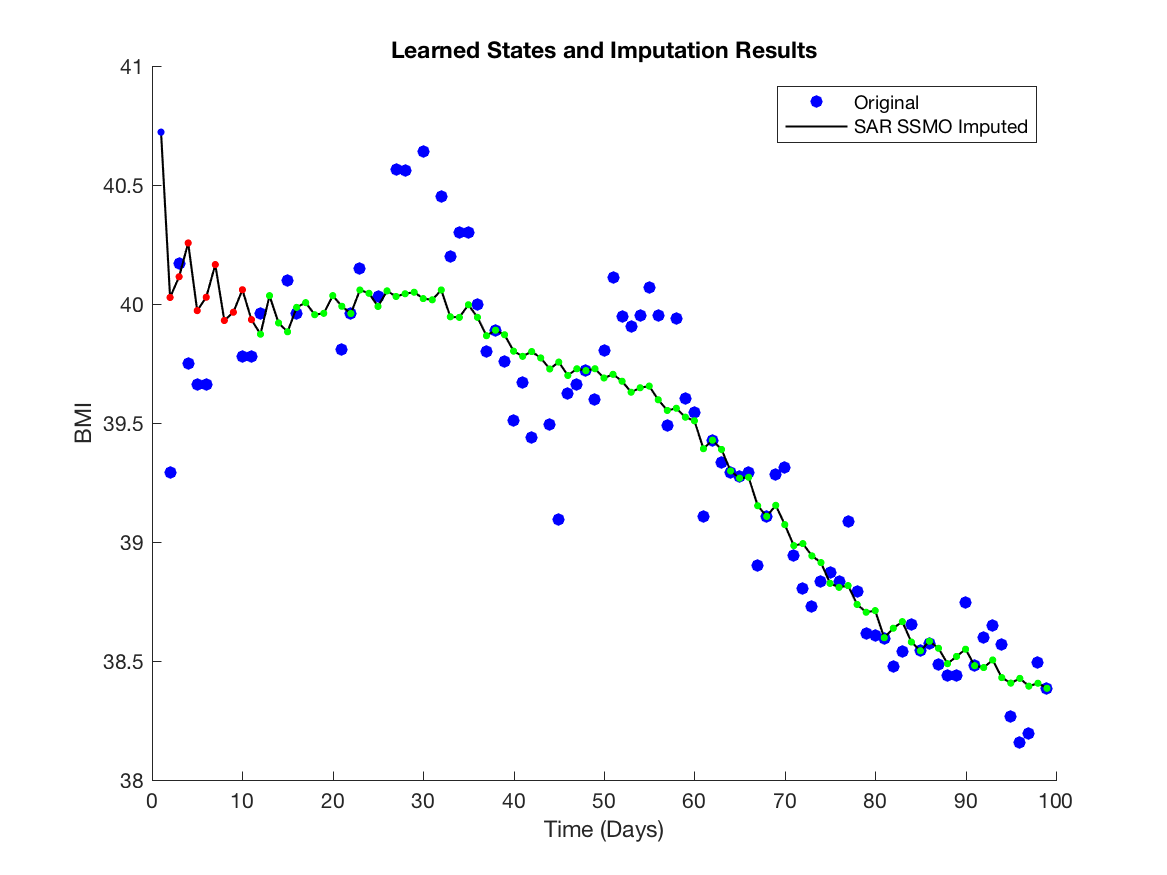 Learned States and Imputation Results
Original
SAR SSMO Imputed
41
40.5
40
39.5
39
38.5
38
BMI
0 10 20 30 40 50 60 70 80 90 100
Time (Days)